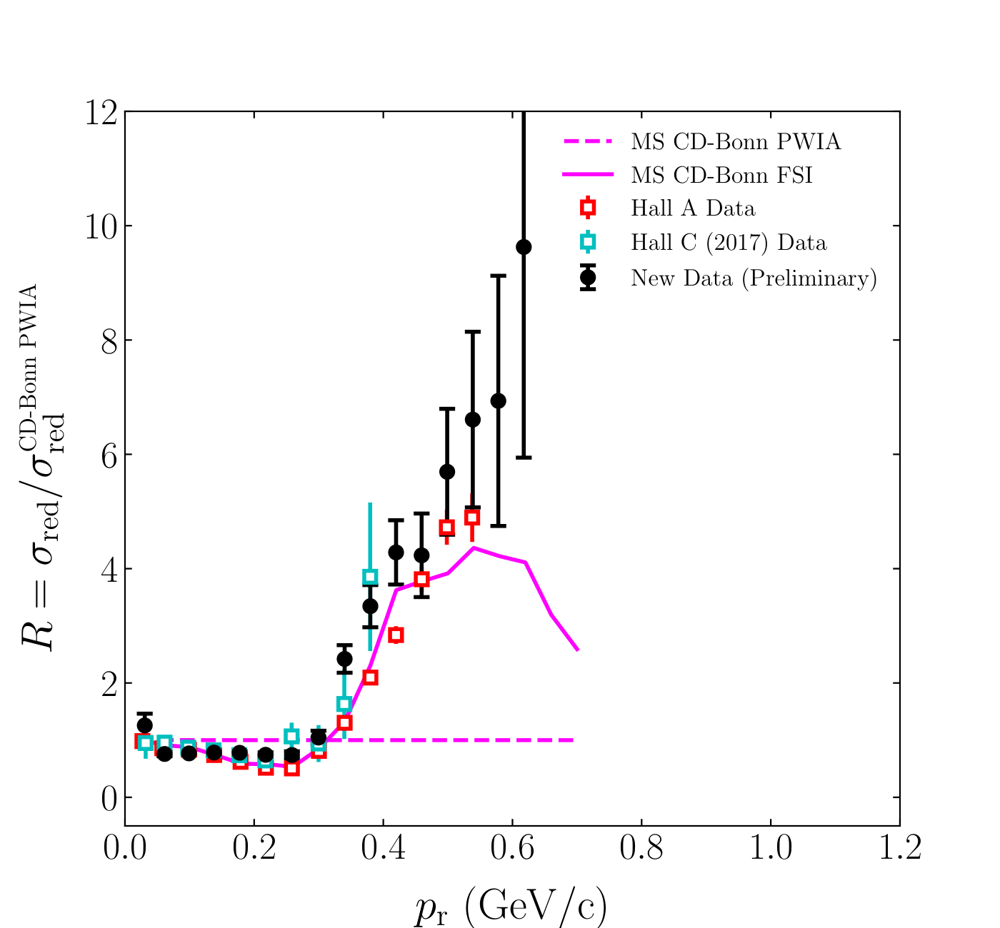 12
10
8
6
4
2
0
0.0 0.2 0.4 0.6 0.8 1.0 1.2
R = σred/σred CD-Bonn PWIA
pr (GeV/c)
MS CD-Bonn PWIA
MS CD-Bonn FSI
Hall A Data
Hall C (2017) Data
New Data (Preliminary)